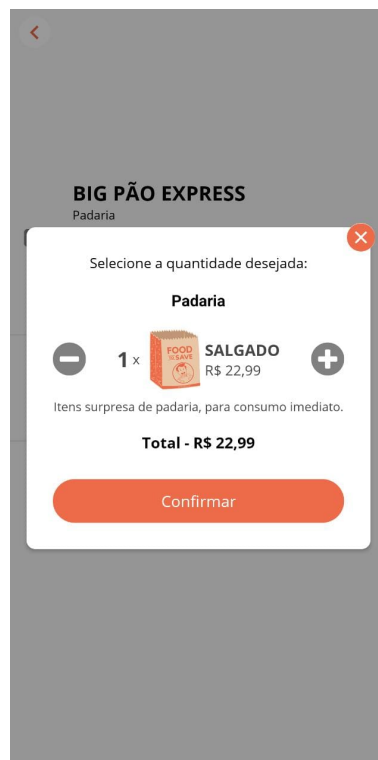 BIG PÃO EXPRESS
Padaria
Selecione a quantidade desejada:
Padaria
1 x
FOOD
TO SAVE
SALGADO
R$ 22,99
Itens surpresa de padaria, para consumo imediato.
Total - R$ 22,99
Confirmar